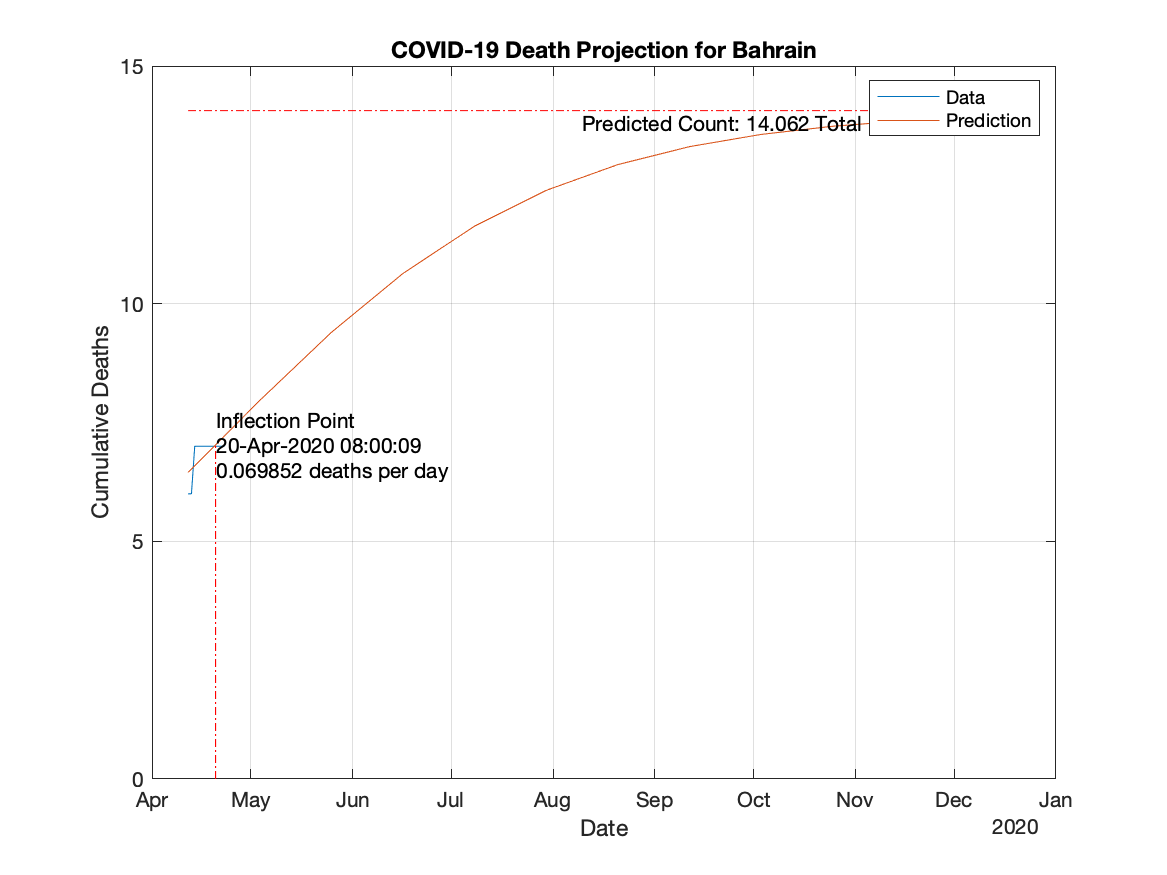 COVID-19 Death Projection for Bahrain
15
10
5
0
Cumulative Deaths
Data
Prediction
Predicted Count: 14.062 Total
Inflection Point
20-Apr-2020 08:00:09
0.069852 deaths per day
Apr May Jun Jul Aug Sep Oct Nov Dec Jan
Date
2020